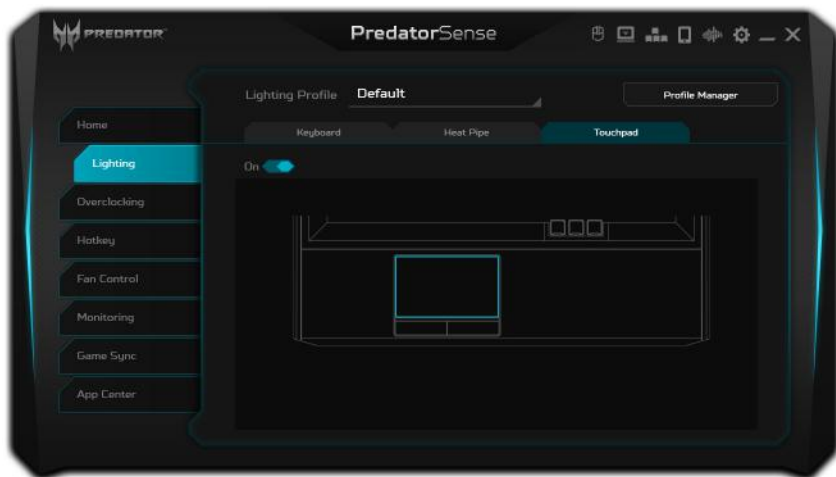 PREDATOR
PredatorSense
Lighting Profile Default
Profile Manager
Keyboard Heat Pipe Touchpad
On
Home
Lighting
Overclocking
Hotkey
Fan Control
Monitoring
Game Sync
App Center